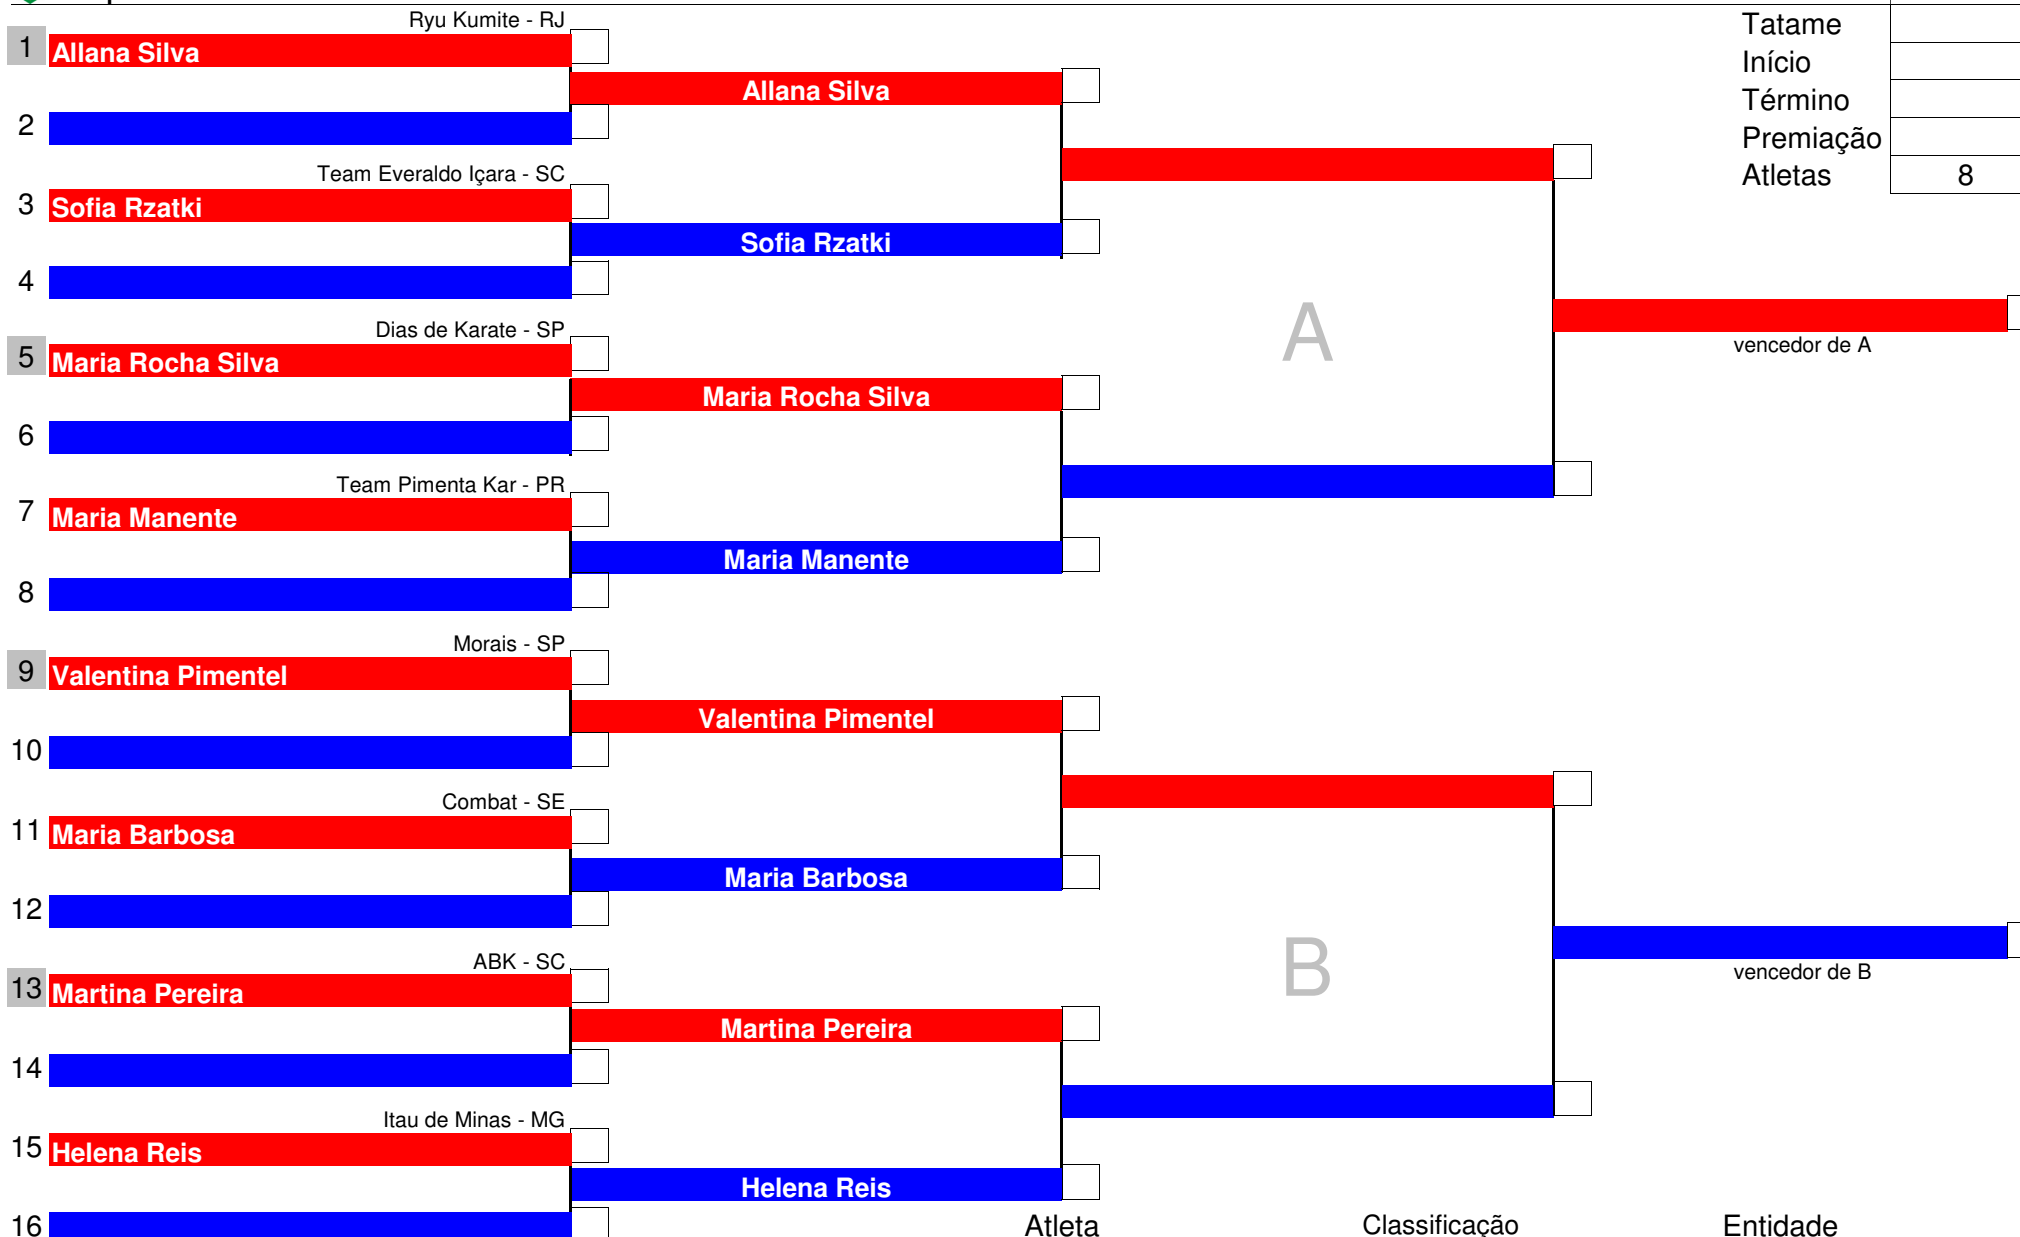 Ryu Kumite - RJ
Tatame
1 Allana Silva
Início
Allana Silva
Término
2
Premiação
Team Everaldo Içara - SC
Atletas 8
3 Sofia Rzatki
Sofia Rzatki
4
Dias de Karate - SP
A
vencedor de A
5 Maria Rocha Silva
Maria Rocha Silva
6
Team Pimenta Kar - PR
7 Maria Manente
Maria Manente
8
Morais - SP
9 Valentina Pimentel
Valentina Pimentel
10
Combat - SE
11 Maria Barbosa
Maria Barbosa
12
ABK - SC
B
vencedor de B
13 Martina Pereira
Martina Pereira
14
Itau de Minas - MG
15 Helena Reis
Helena Reis
16
Atleta Classificação Entidade